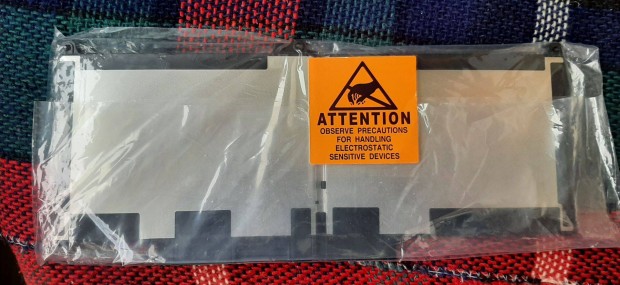 ATTENTION
OBSERVE PRECAUTIONS
FOR HANDLING
ELECTROSTATIC
SENSITIVE DEVICES